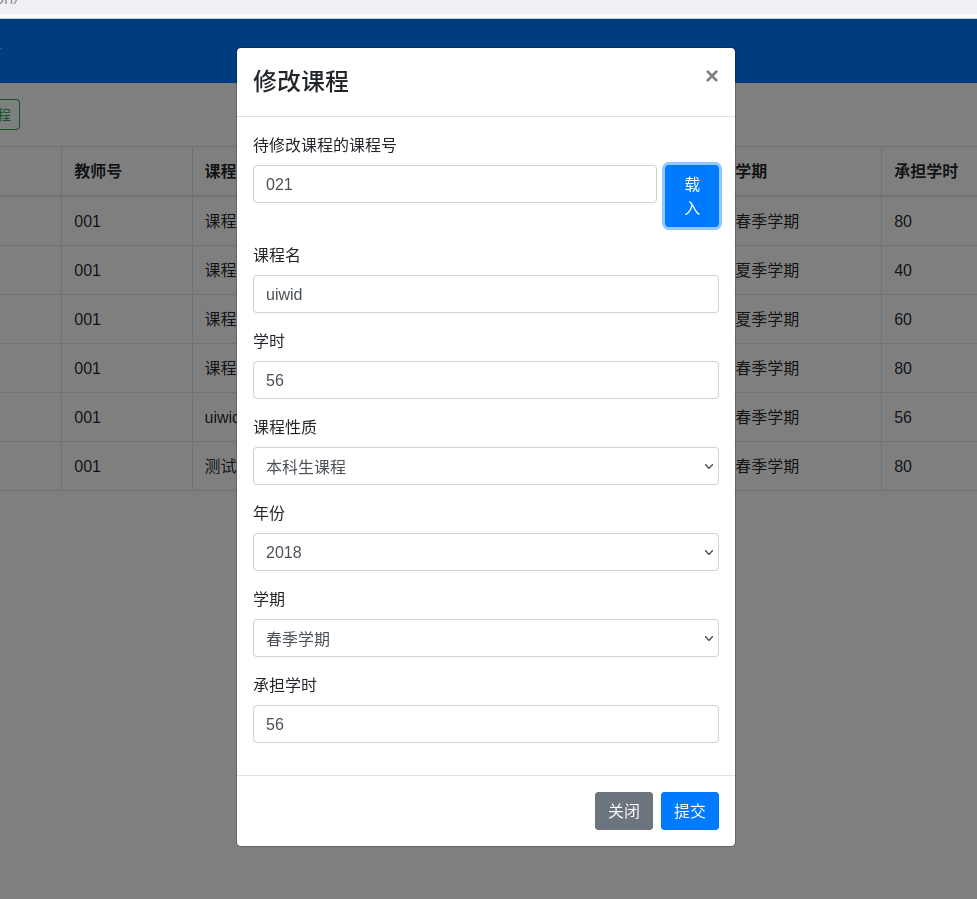 修改课程
×
待修改课程的课程号
021
载
入
课程名
uiwid
学时
56
课程性质
本科生课程
年份
2018
学期
春季学期
承担学时
56
关闭 提交
程
教师号 课程 学期 承担学时
001 课程 春季学期 80
001 课程 夏季学期 40
001 课程 夏季学期 60
001 课程 春季学期 80
001 uiwid 春季学期 56
001 测试 春季学期 80